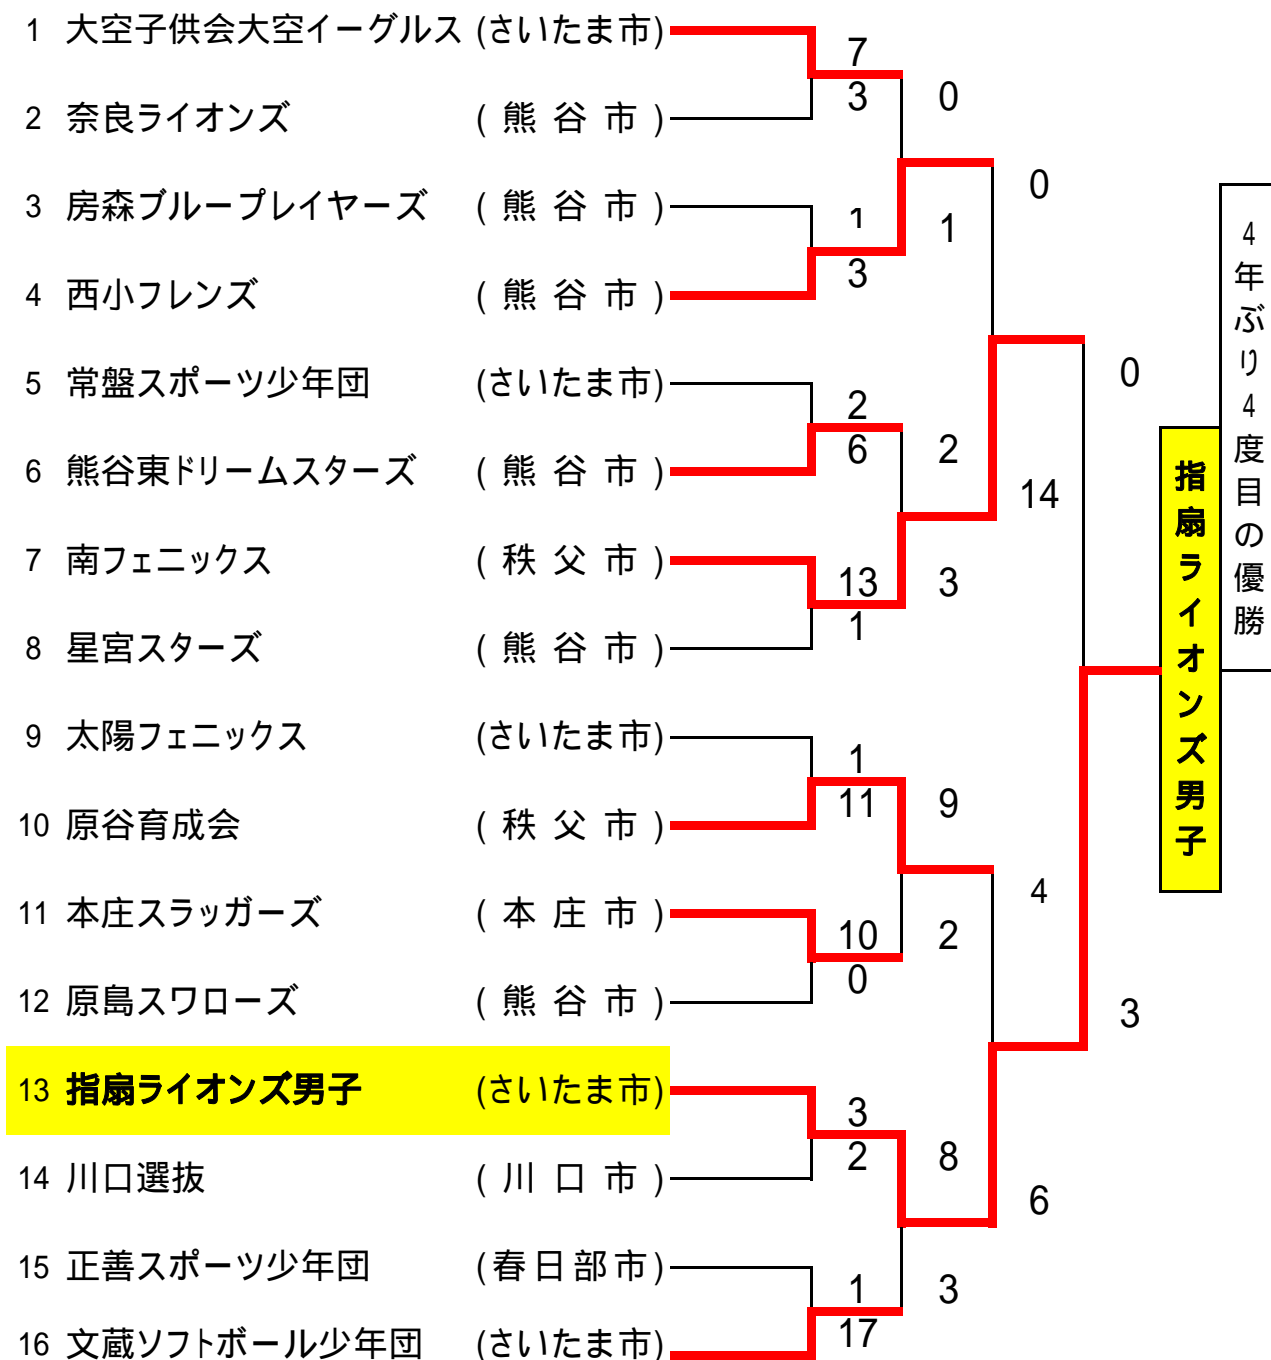 1 大空子供会大空イーグルス (さいたま市)
7
3
0
2 奈良ライオンズ (熊谷市)
0
3 房森ブループレイヤーズ (熊谷市)
1
3
1
4 西小フレンズ (熊谷市)
5 常盤スポーツ少年団 (さいたま市)
0
2
6
2
6 熊谷東ドリームスターズ (熊谷市)
14
7 南フェニックス (秩父市)
13
1
3
8 星宮スターズ (熊谷市)
9 太陽フェニックス (さいたま市)
1
11
9
10 原谷育成会 (秩父市)
4
11 本庄スラッガーズ (本庄市)
10
0
2
12 原島スワローズ (熊谷市)
3
13 指扇ライオンズ男子 (さいたま市)
3
2
8
14 川口選抜 (川口市)
6
15 正善スポーツ少年団 (春日部市)
1
17
3
16 文蔵ソフトボール少年団 (さいたま市)
指扇ライオンズ男子
4年ぶり4度目の優勝